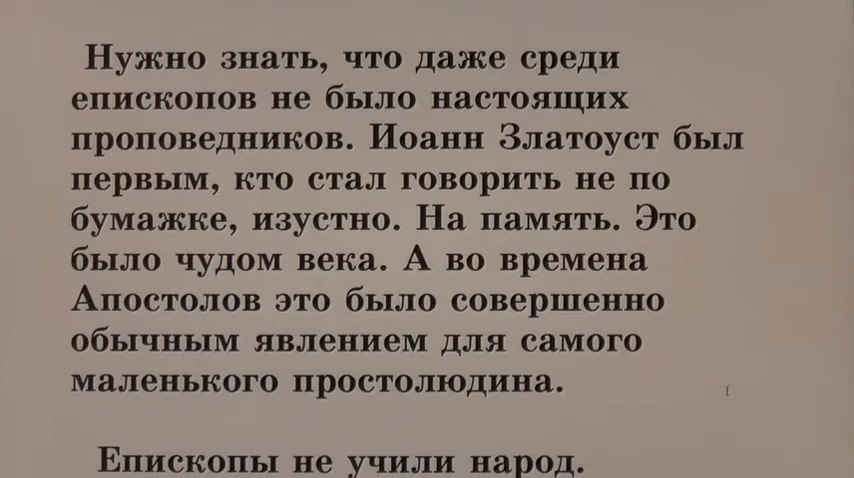 Нужно знать, что даже среди
епископов не было настоящих
проповедников. Иоанн Златоуст был
первым, кто стал говорить не по
бумажке, изустно. На память. Это
было чудом века. А во времена
Апостолов это было совершенно
обычным явлением для самого
маленького простолюдина.
Епископы не учили народ.